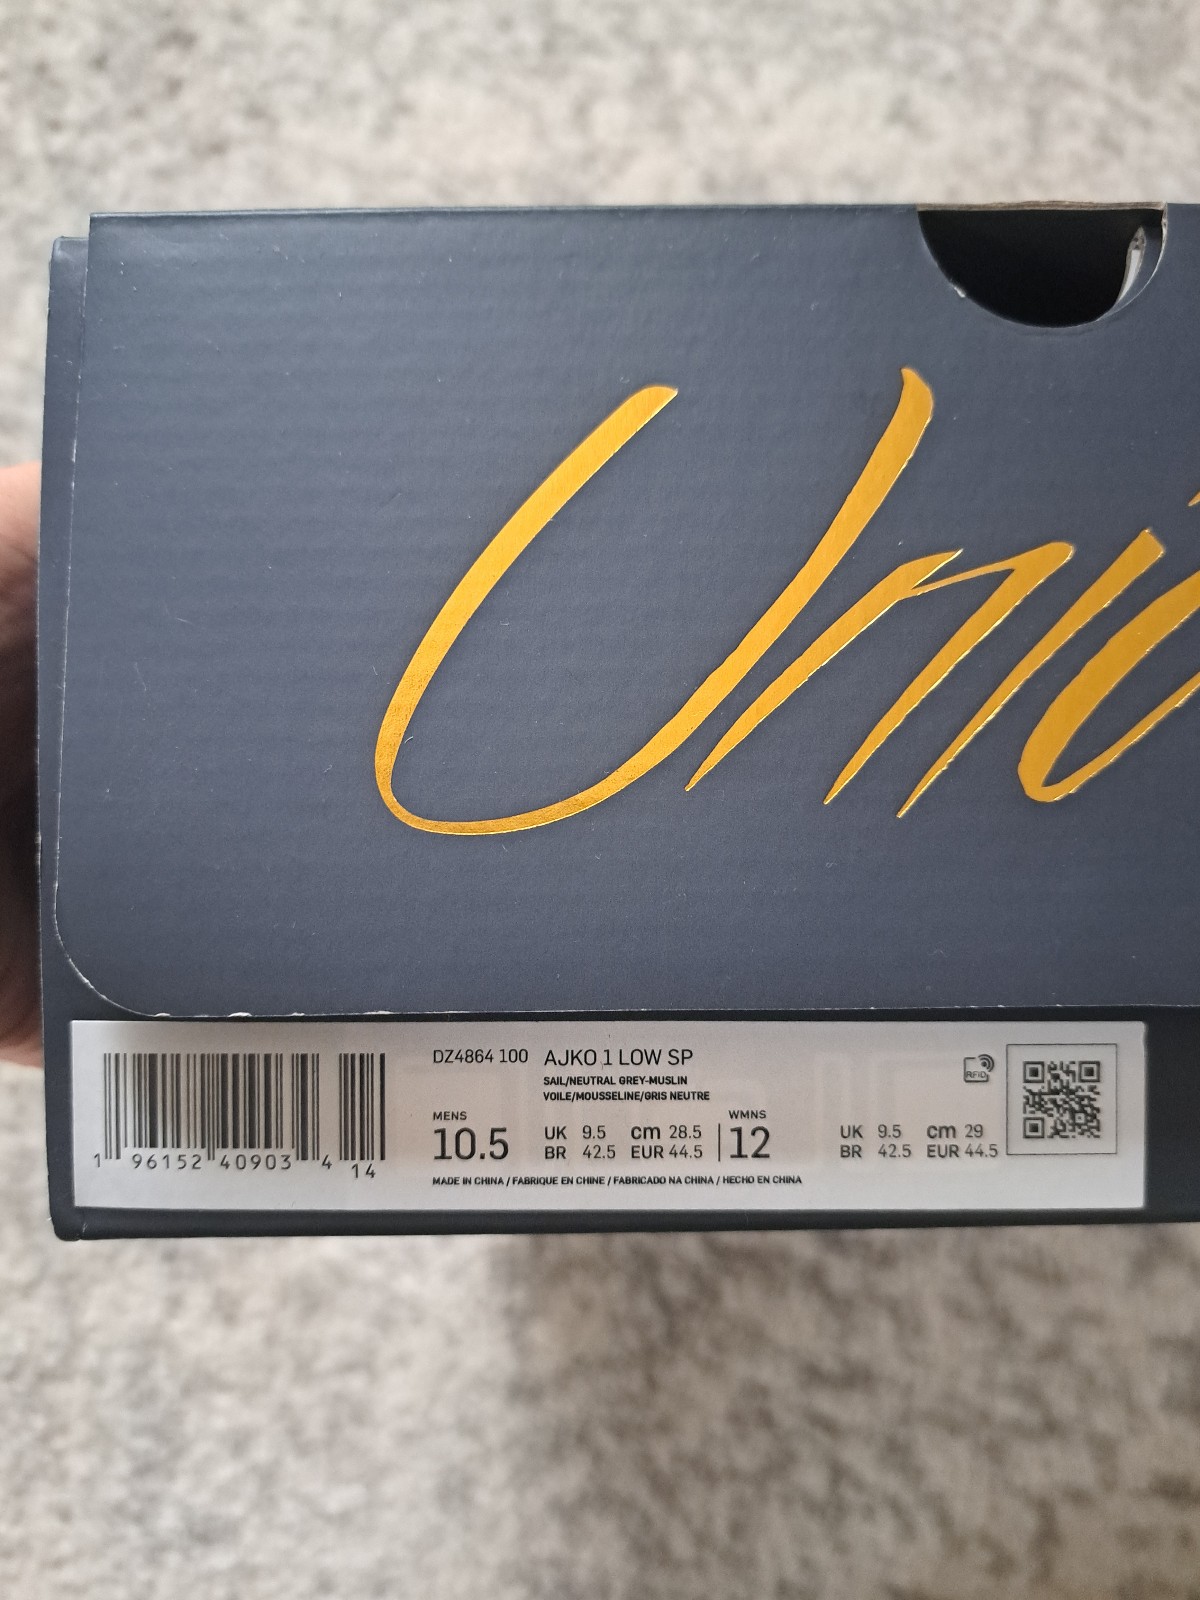 Uni
DZ4864 100 AJKO 1 LOW SP
SAIL/NEUTRAL GREY-MUSLIN
VOILE/MOUSSELINE/GRIS NEUTRE
RFID
MENS
10.5
UK 9.5 cm 28.5
BR 42.5 EUR 44.5
WMNS
12
UK 9.5 cm 29
BR 42.5 EUR 44.5
1 96152 40903 4 14
MADE IN CHINA / FABRIQUE EN CHINE / FABRICADO NA CHINA / HECHO EN CHINA